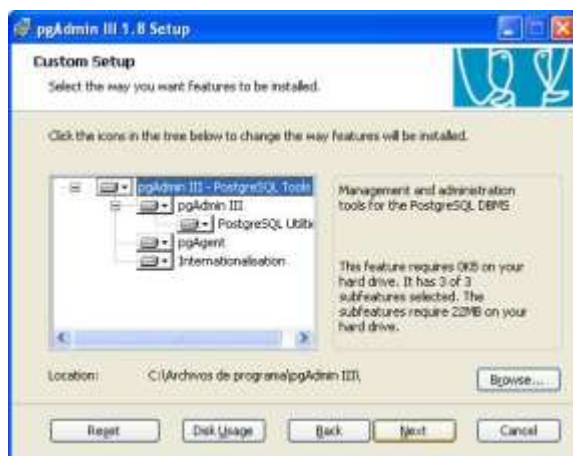 pgAdmin III 1.8 Setup
Custom Setup
Select the way you want features to be installed.
Click the icons in the tree below to change the way features will be installed.
pgAdmin III - PostgreSQL Tools
pgAdmin III
PostgreSQL Utilitie
pgAgent
Internationalisation
Management and administration
tools for the PostgreSQL DBMS
This feature requires 0KB on your
hard drive. It has 3 of 3
subfeatures selected. The
subfeatures require 22MB on your
hard drive.
Location: C:\Archivos de programa\pgAdmin III\
Browse...
Reset Disk Usage Back Next Cancel